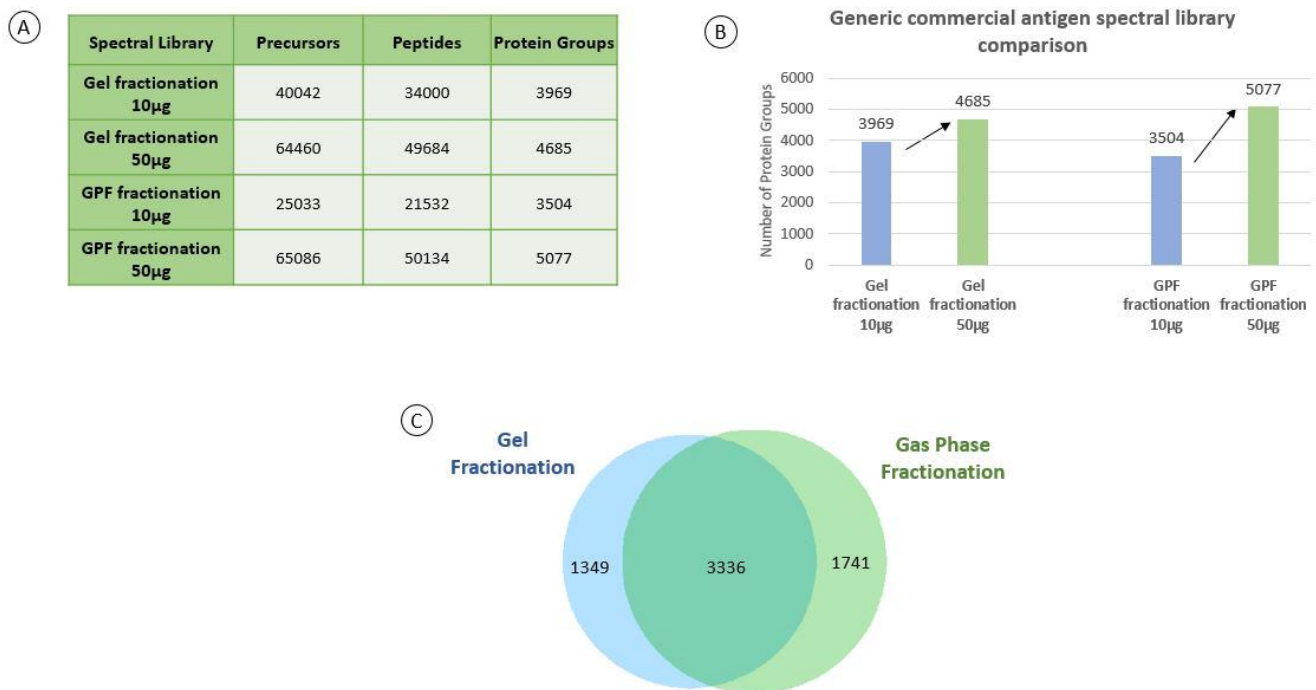 A
Spectral Library Precursors Peptides Protein Groups
Gel fractionation
10µg
40042 34000 3969
Gel fractionation
50µg
64460 49684 4685
GPF fractionation
10µg
25033 21532 3504
GPF fractionation
50µg
65086 50134 5077
B
Generic commercial antigen spectral library
comparison
Number of Protein Groups
6000
5000
4000
3000
2000
1000
0
3969
4685
3504
5077
Gel
fractionation
10µg
Gel
fractionation
50µg
GPF
fractionation
10µg
GPF
fractionation
50µg
C
Gel
Fractionation
Gas Phase
Fractionation
1349
3336
1741